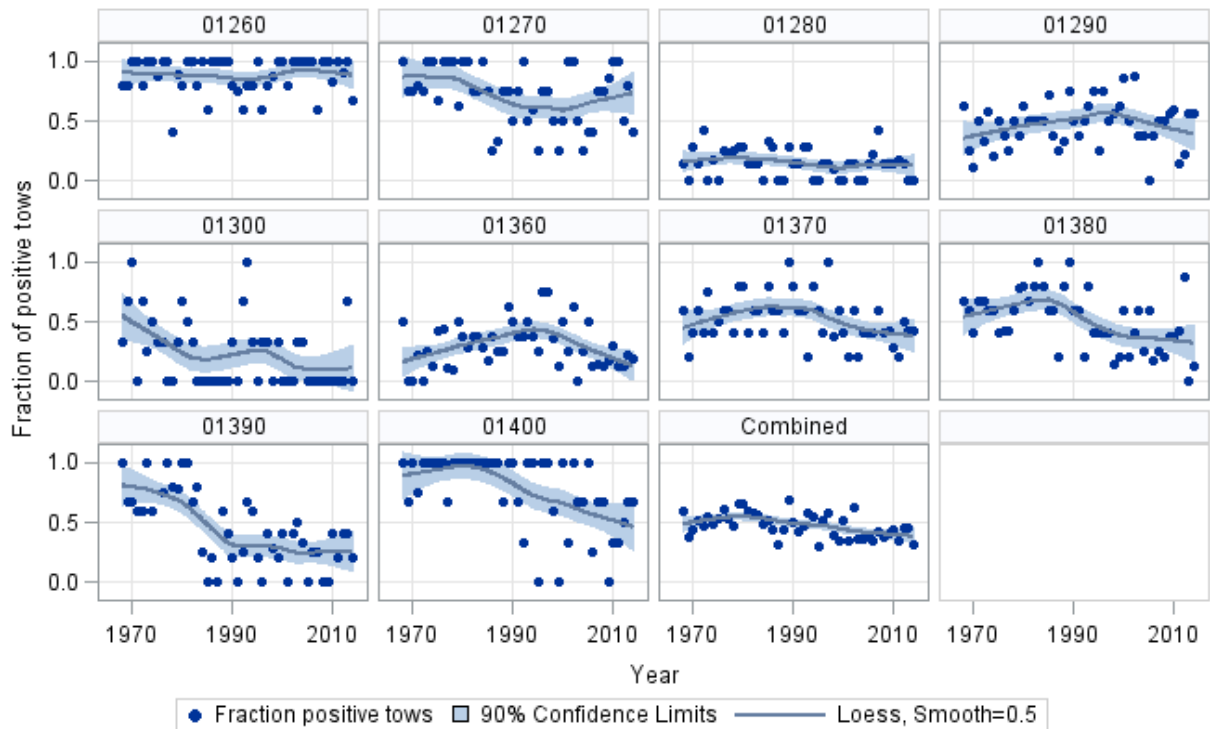 01260 01270 01280 01290
1.0
0.5
0.0
01300 01360 01370 01380
1.0
0.5
0.0
01390 01400 Combined
1.0
0.5
0.0
Fraction of positive tows
1970 1990 2010 1970 1990 2010 1970 1990 2010 1970 1990 2010
Year
Fraction positive tows 90% Confidence Limits Loess, Smooth=0.5